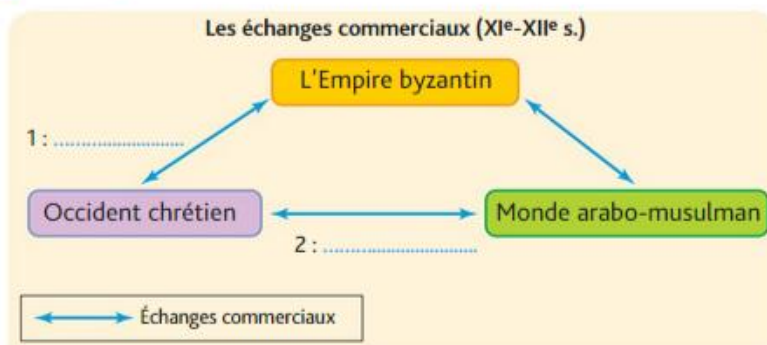 Les échanges commerciaux (XIᵉ-XIIᵉ s.)
L'Empire byzantin
1 : ..........................
Occident chrétien
Monde arabo-musulman
2 : ..............................
Échanges commerciaux